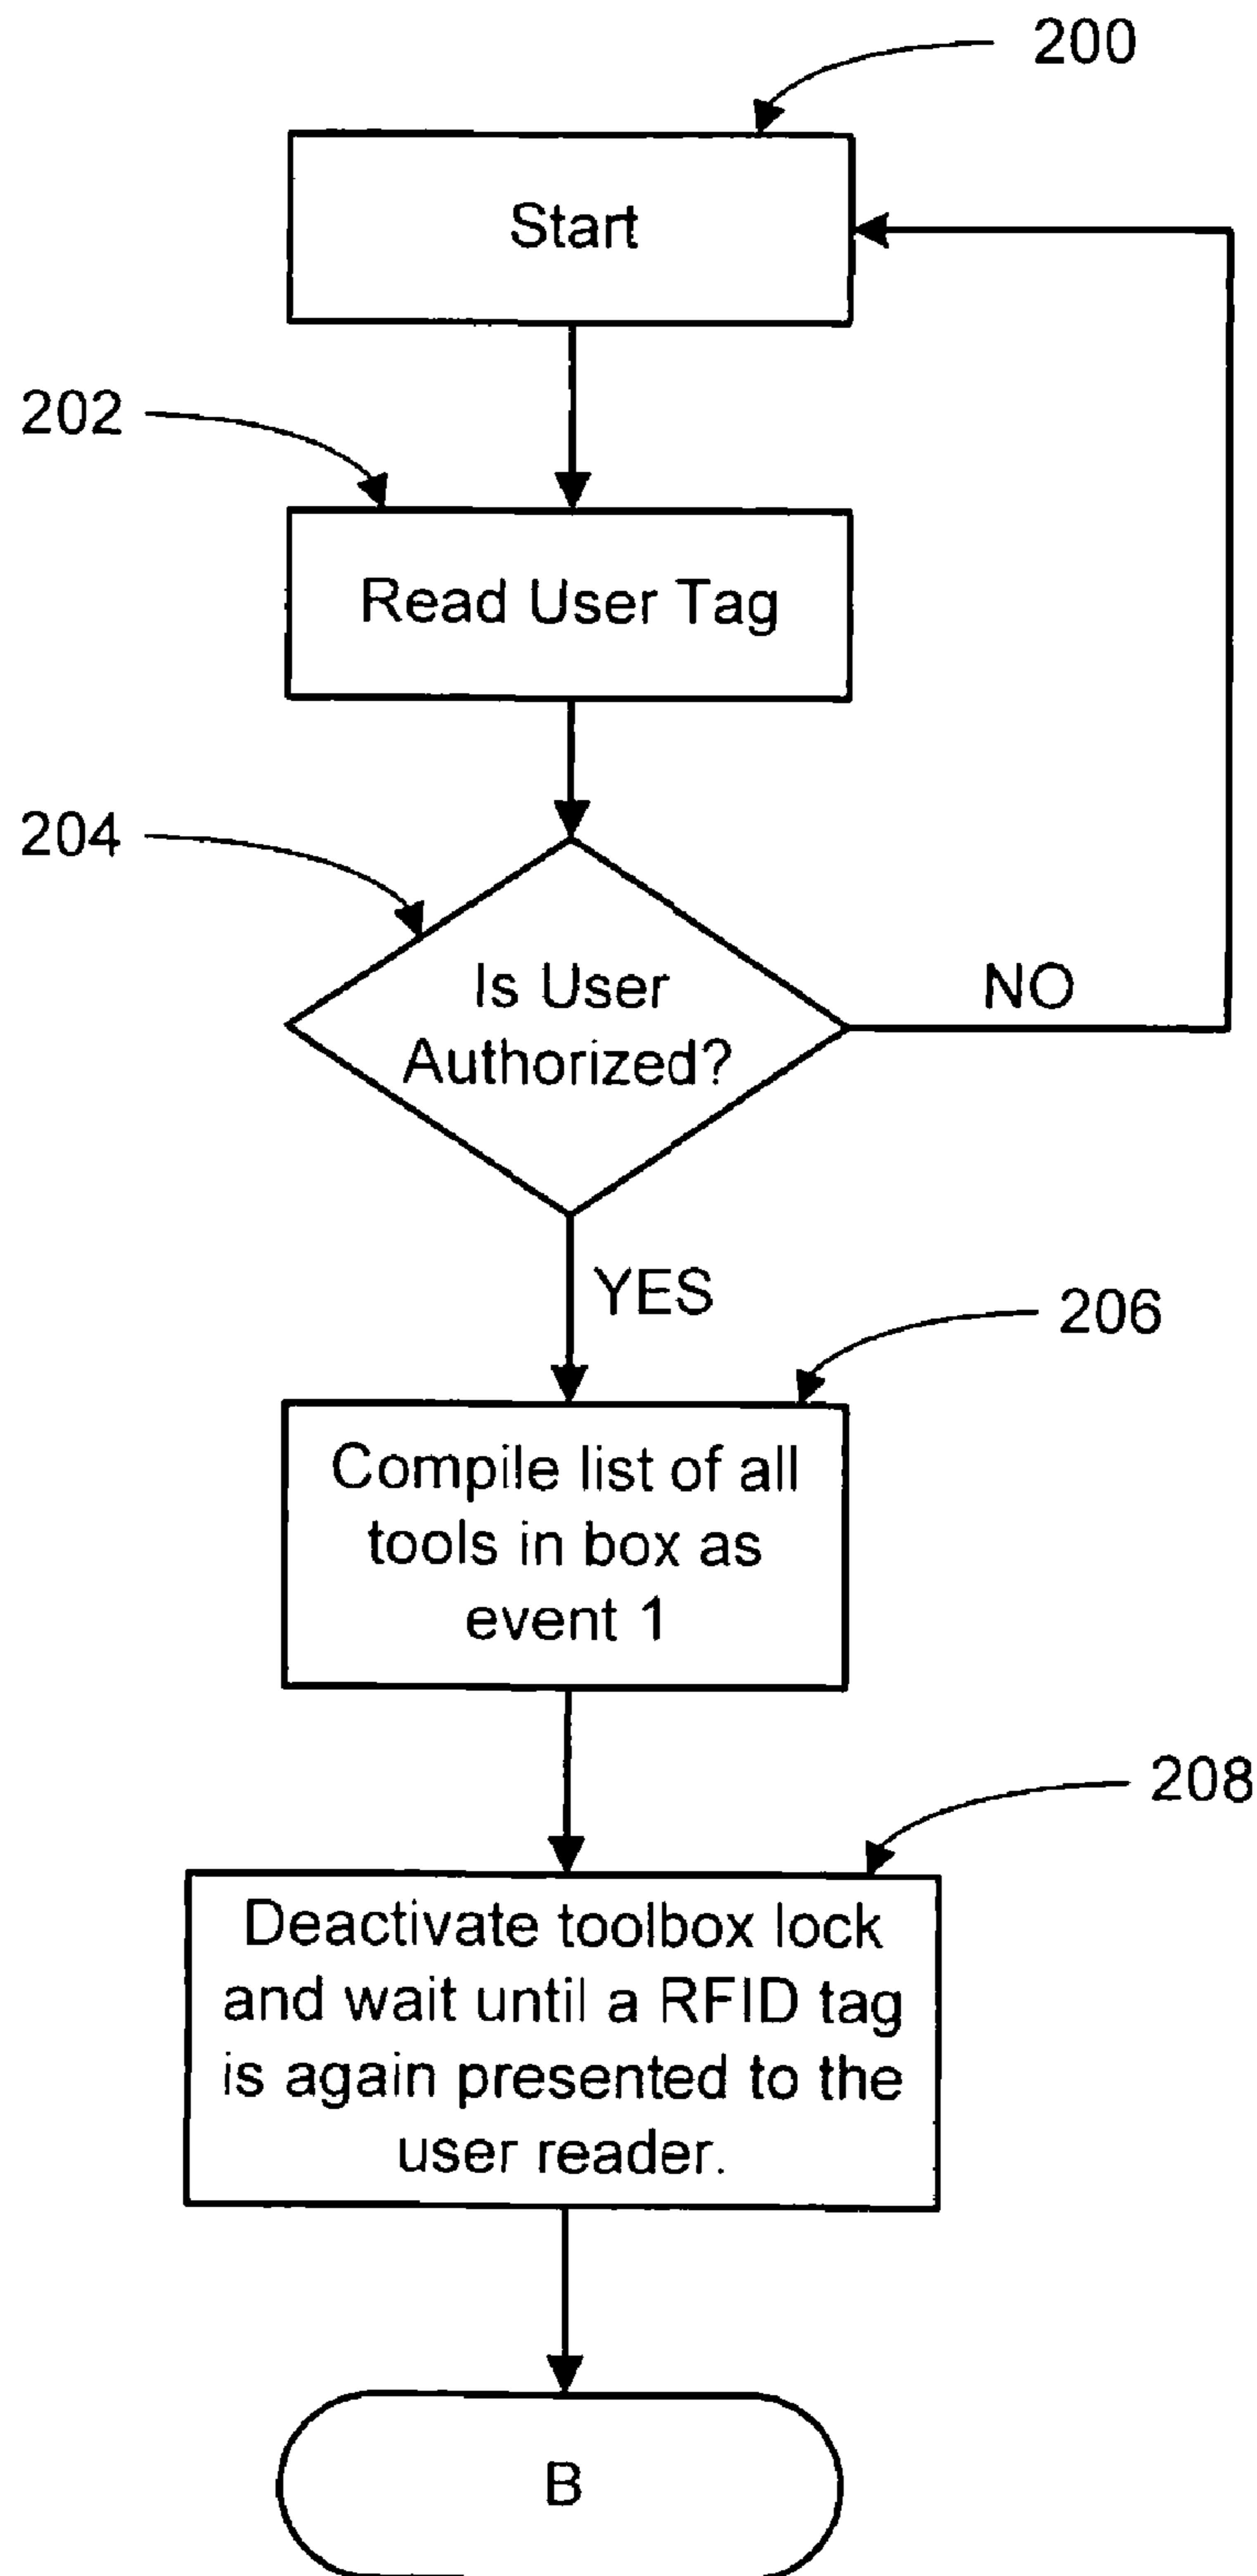 200
Start
202
Read User Tag
204
Is User
Authorized?
NO
YES
206
Compile list of all
tools in box as
event 1
208
Deactivate toolbox lock
and wait until a RFID tag
is again presented to the
user reader.
B